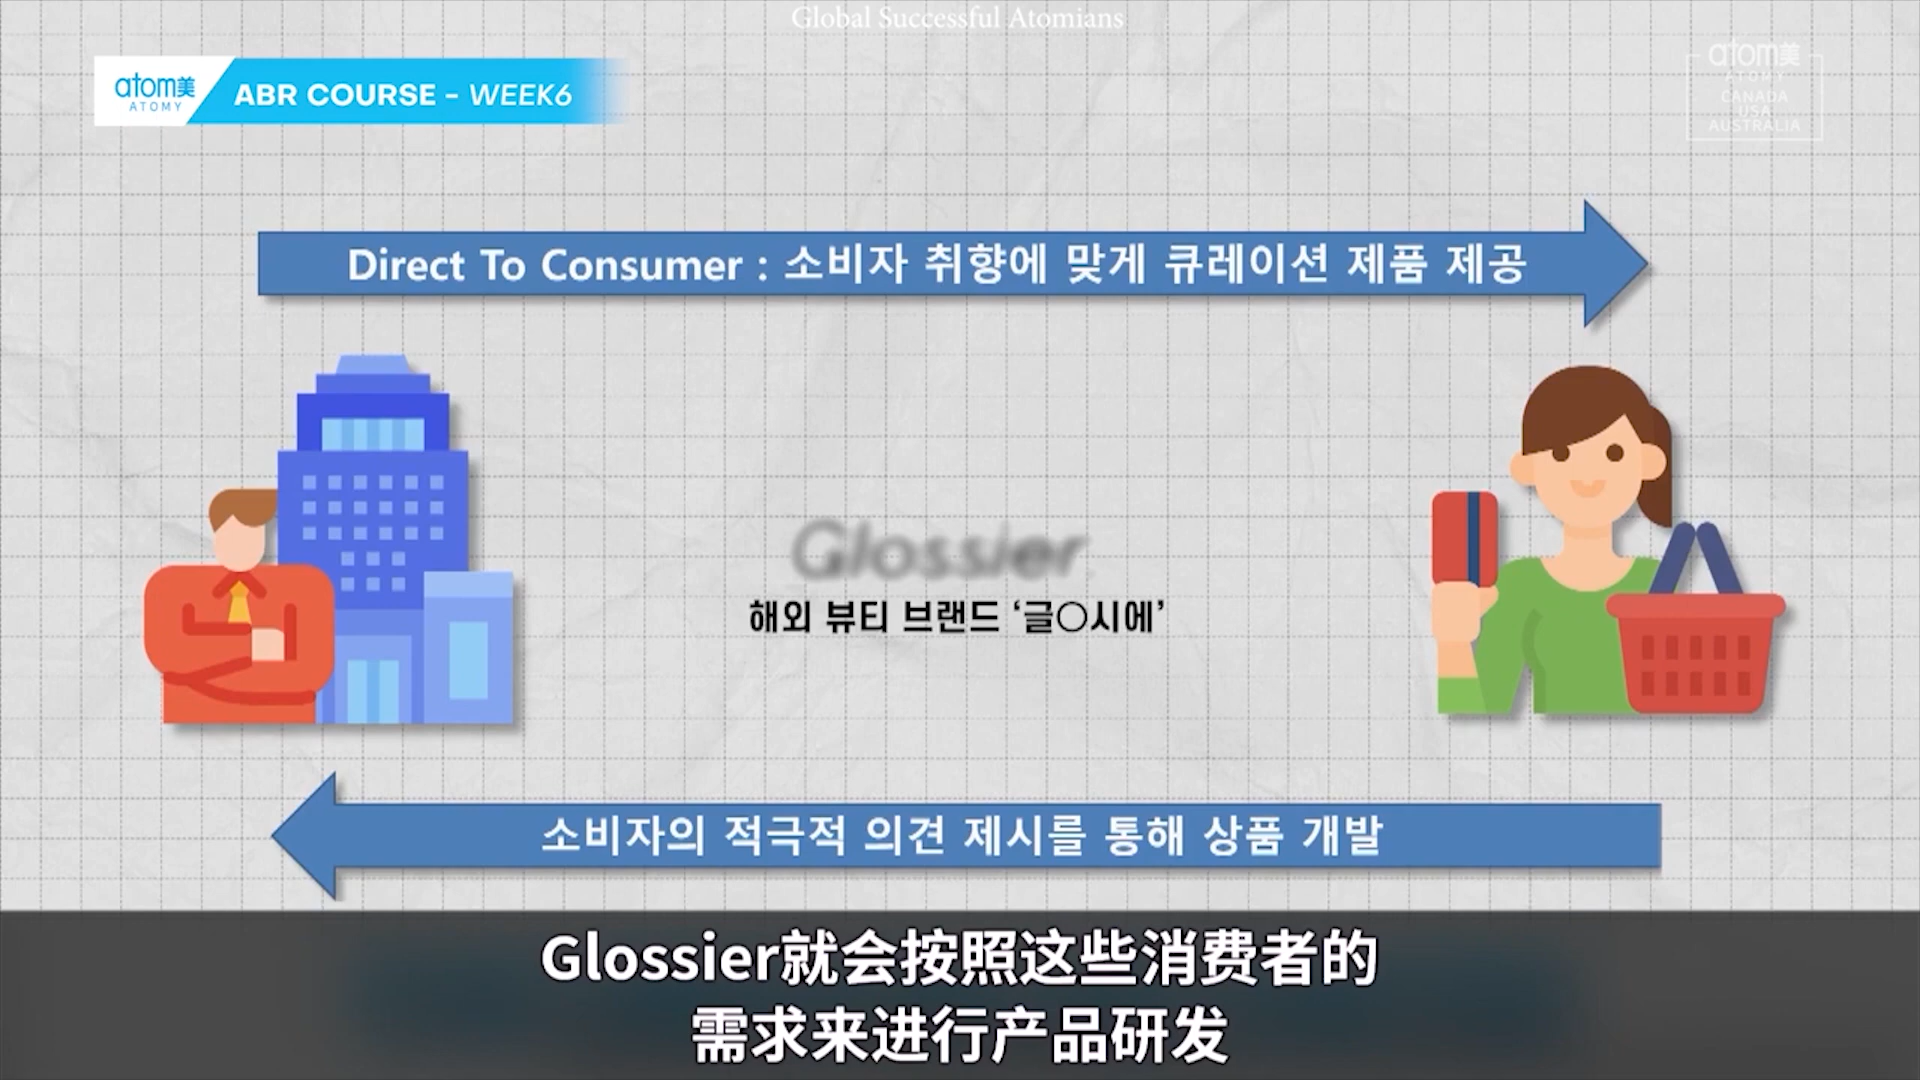 Global Successful Atomians
atom美
ATOMY
ABR COURSE - WEEK6
atom美
ATOMY
CANADA
USA
AUSTRALIA
Direct To Consumer : 소비자 취향에 맞게 큐레이션 제품 제공
Glossier
해외 뷰티 브랜드 ‘글○시에’
소비자의 적극적 의견 제시를 통해 상품 개발
Glossier就会按照这些消费者的
需求来进行产品研发